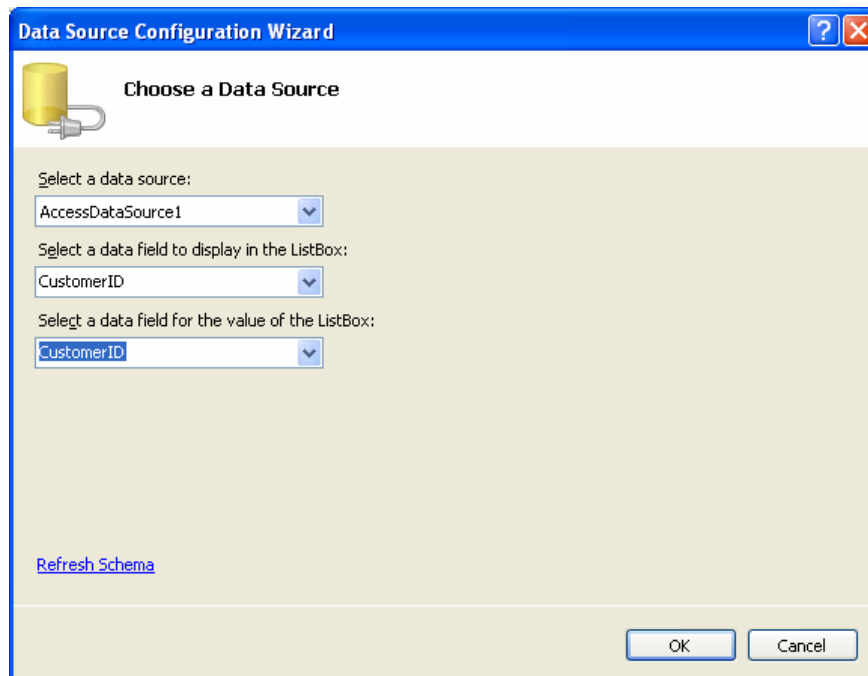 Data Source Configuration Wizard
Choose a Data Source
Select a data source:
AccessDataSource1
Select a data field to display in the ListBox:
CustomerID
Select a data field for the value of the ListBox:
CustomerID
Refresh Schema
OK
Cancel